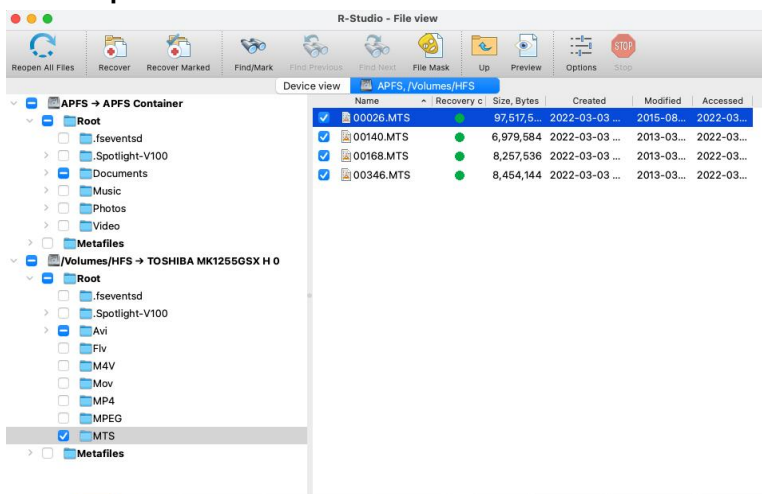 R-Studio - File view
Reopen All Files Recover Recover Marked Find/Mark Find Previous Find Next File Mask Up Preview Options Stop
STOP
Device view APFS, /Volumes/HFS
APFS → APFS Container
Root
.fseventsd
.Spotlight-V100
Documents
Music
Photos
Video
Metafiles
/Volumes/HFS → TOSHIBA MK1255GSX H 0
Root
.fseventsd
.Spotlight-V100
Avi
Flv
M4V
Mov
MP4
MPEG
MTS
Metafiles
Name Recovery c Size, Bytes Created Modified Accessed
00026.MTS 97,517,5... 2022-03-03 ... 2015-08... 2022-03...
00140.MTS 6,979,584 2022-03-03 ... 2013-03... 2022-03...
00168.MTS 8,257,536 2022-03-03 ... 2013-03... 2022-03...
00346.MTS 8,454,144 2022-03-03 ... 2013-03... 2022-03...